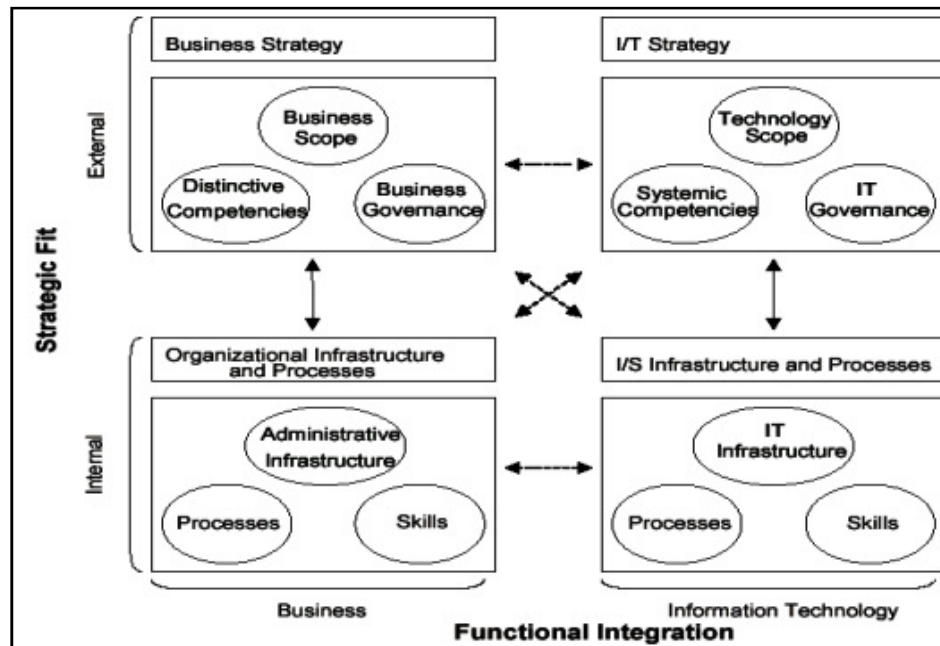 Business Strategy
I/T Strategy
Business
Scope
Technology
Scope
External
Distinctive
Competencies
Business
Governance
Systemic
Competencies
IT
Governance
Strategic Fit
Organizational Infrastructure
and Processes
I/S Infrastructure and Processes
Administrative
Infrastructure
IT
Infrastructure
Internal
Processes
Skills
Processes
Skills
Business
Information Technology
Functional Integration